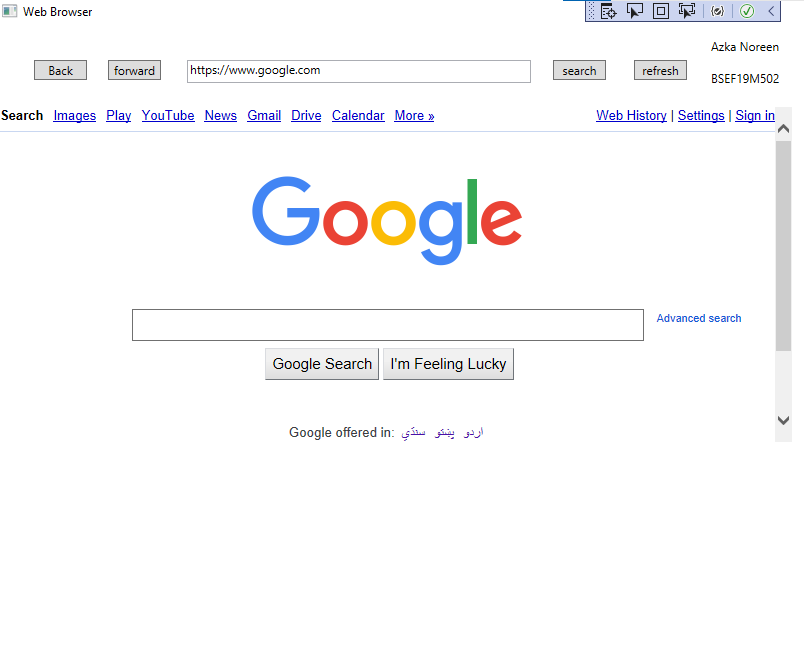 Web Browser
Azka Noreen
Back forward https://www.google.com search refresh
BSEF19M502
Search Images Play YouTube News Gmail Drive Calendar More » Web History | Settings | Sign in
Google
Advanced search
Google Search I'm Feeling Lucky
Google offered in: اردو پښتو سنڌي